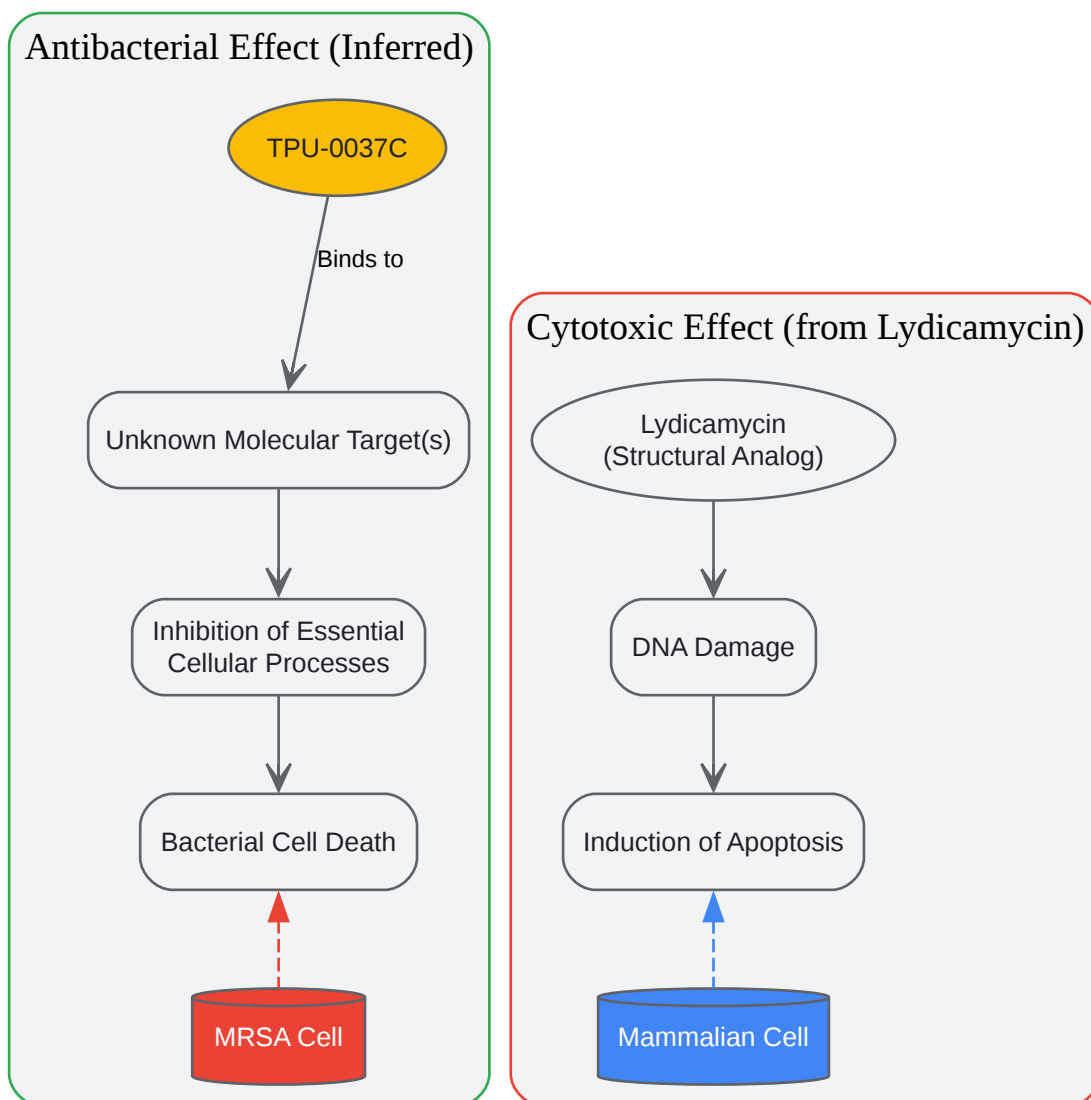 Antibacterial Effect (Inferred)
TPU-0037C
Binds to
Unknown Molecular Target(s)
Inhibition of Essential
Cellular Processes
Bacterial Cell Death
MRSA Cell
Cytotoxic Effect (from Lydicamycin)
Lydicamycin
(Structural Analog)
DNA Damage
Induction of Apoptosis
Mammalian Cell